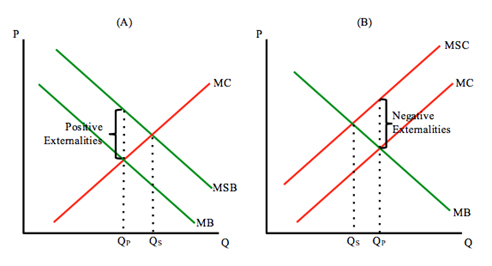 (A)
P
MC
Positive
Externalities
MSB
MB
QP
QS
Q
(B)
P
MSC
MC
Negative
Externalities
MB
QS
QP
Q